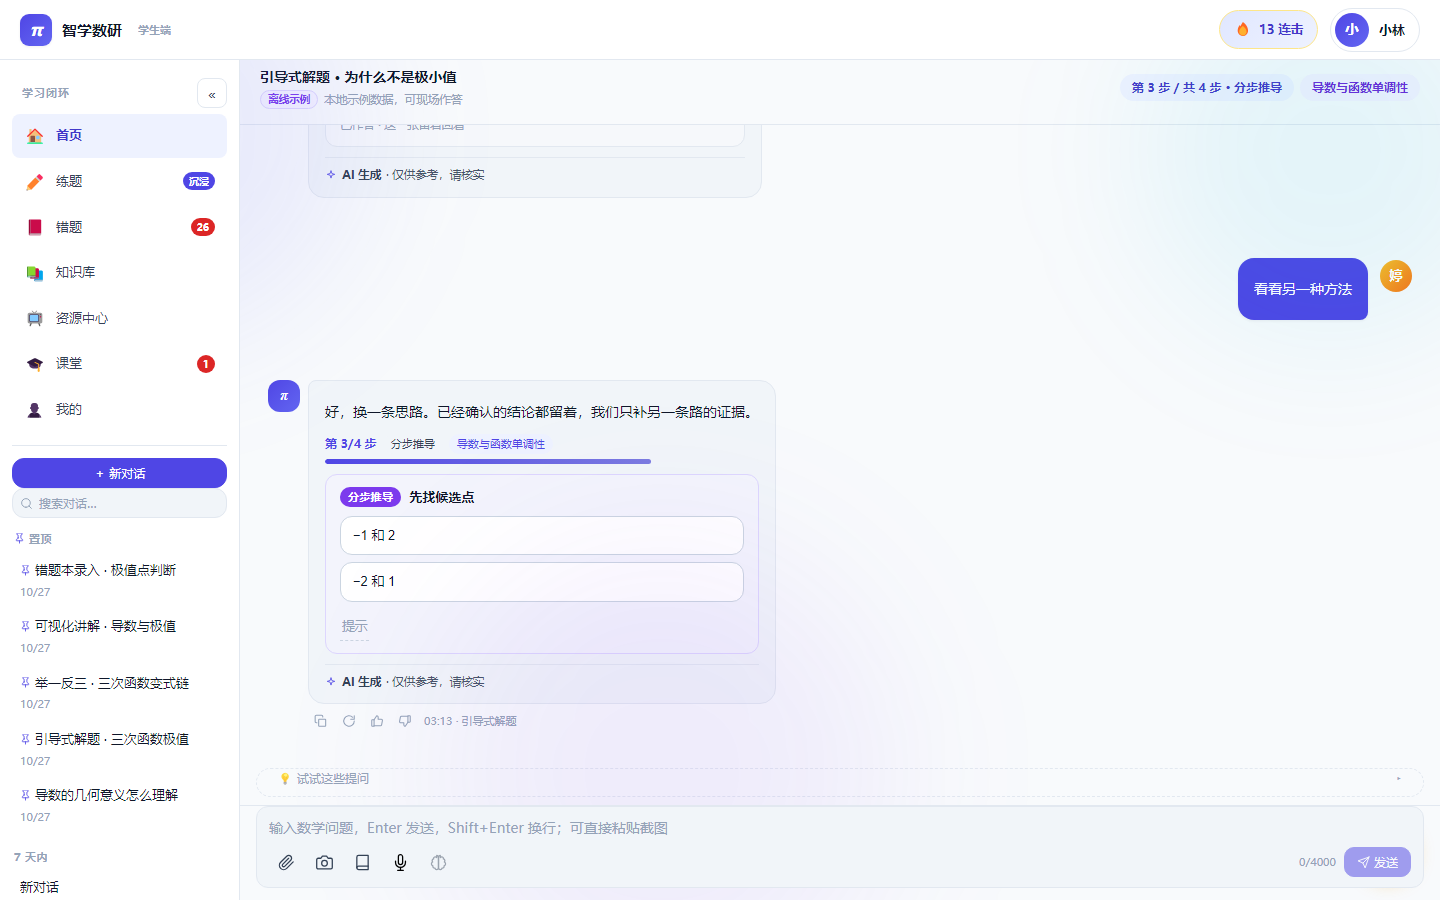 π 智学数研 学生端
13 连击
小 小林
学习闭环
«
首页
练题 沉浸
错题 26
知识库
资源中心
课堂 1
我的
+ 新对话
搜索对话...
置顶
错题本录入 · 极值点判断
10/27
可视化讲解 · 导数与极值
10/27
举一反三 · 三次函数变式链
10/27
引导式解题 · 三次函数极值
10/27
导数的几何意义怎么理解
10/27
7 天内
新对话
引导式解题 • 为什么不是极小值
离线示例 本地示例数据，可现场作答
第 3 步 / 共 4 步 • 分步推导
导数与函数单调性
AI 生成 · 仅供参考，请核实
看看另一种方法
婷
π
好，换一条思路。已经确认的结论都留着，我们只补另一条路的证据。
第 3/4 步 分步推导 导数与函数单调性
分步推导 先找候选点
−1 和 2
−2 和 1
提示
AI 生成 · 仅供参考，请核实
03:13 · 引导式解题
试试这些提问
输入数学问题，Enter 发送，Shift+Enter 换行；可直接粘贴截图
0/4000
发送